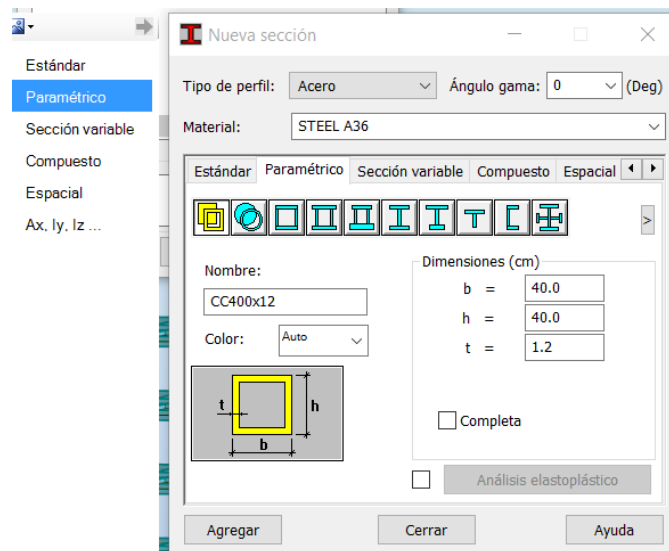 Estándar
Paramétrico
Sección variable
Compuesto
Espacial
Ax, Iy, Iz ...
Nueva sección
Tipo de perfil: Acero Ángulo gama: 0 (Deg)
Material: STEEL A36
Estándar Paramétrico Sección variable Compuesto Espacial
>
Nombre:
CC400x12
Color: Auto
t h
b
Dimensiones (cm)
b = 40.0
h = 40.0
t = 1.2
Completa
Análisis elastoplástico
Agregar Cerrar Ayuda